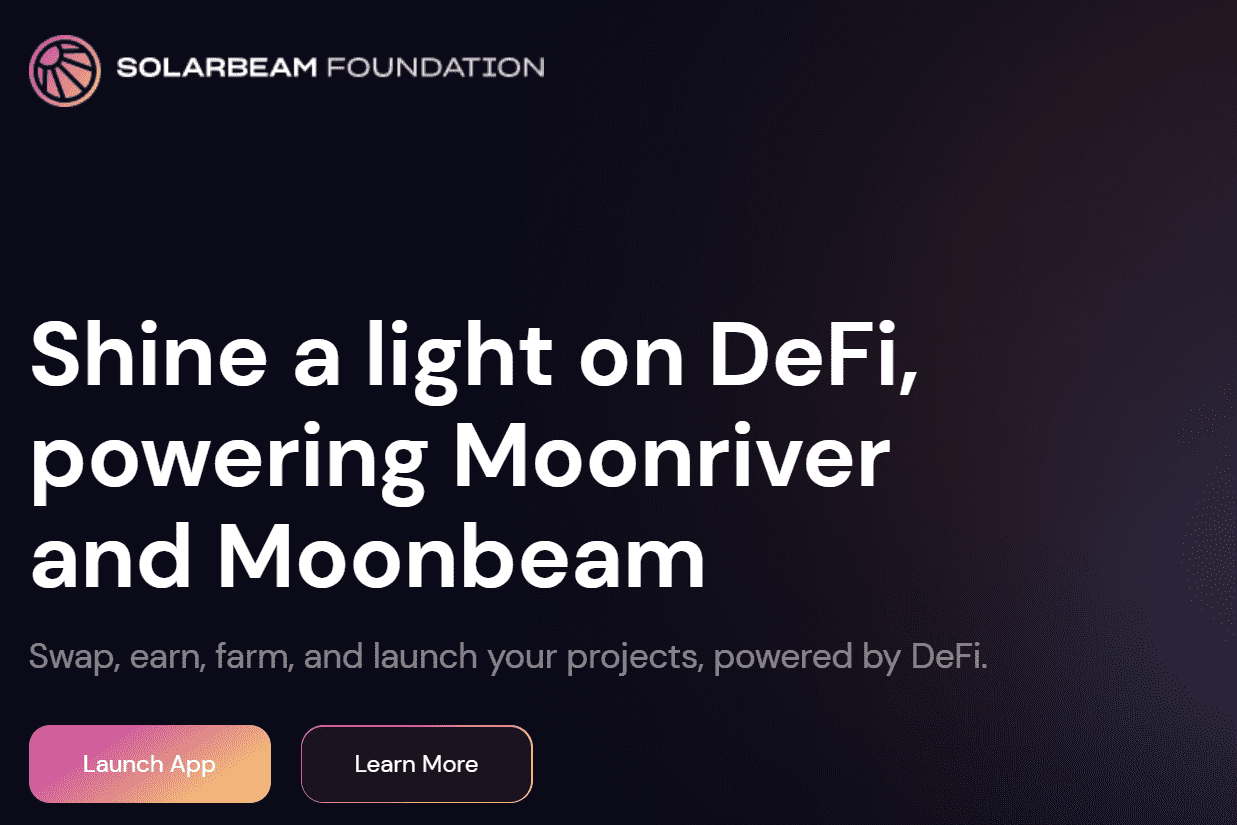 SOLARBEAM FOUNDATION
Shine a light on DeFi,
powering Moonriver
and Moonbeam
Swap, earn, farm, and launch your projects, powered by DeFi.
Launch App
Learn More